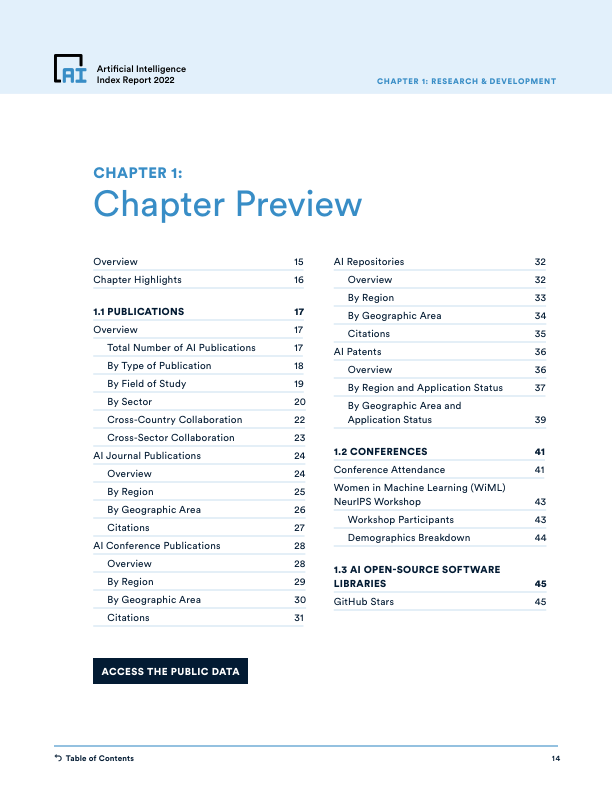 AI
Artificial Intelligence
Index Report 2022
CHAPTER 1: RESEARCH & DEVELOPMENT
CHAPTER 1:
Chapter Preview
Overview 15
Chapter Highlights 16
1.1 PUBLICATIONS 17
Overview 17
Total Number of AI Publications 17
By Type of Publication 18
By Field of Study 19
By Sector 20
Cross-Country Collaboration 22
Cross-Sector Collaboration 23
AI Journal Publications 24
Overview 24
By Region 25
By Geographic Area 26
Citations 27
AI Conference Publications 28
Overview 28
By Region 29
By Geographic Area 30
Citations 31
AI Repositories 32
Overview 32
By Region 33
By Geographic Area 34
Citations 35
AI Patents 36
Overview 36
By Region and Application Status 37
By Geographic Area and
Application Status 39
1.2 CONFERENCES 41
Conference Attendance 41
Women in Machine Learning (WiML)
NeurIPS Workshop 43
Workshop Participants 43
Demographics Breakdown 44
1.3 AI OPEN-SOURCE SOFTWARE
LIBRARIES 45
GitHub Stars 45
ACCESS THE PUBLIC DATA
Table of Contents 14